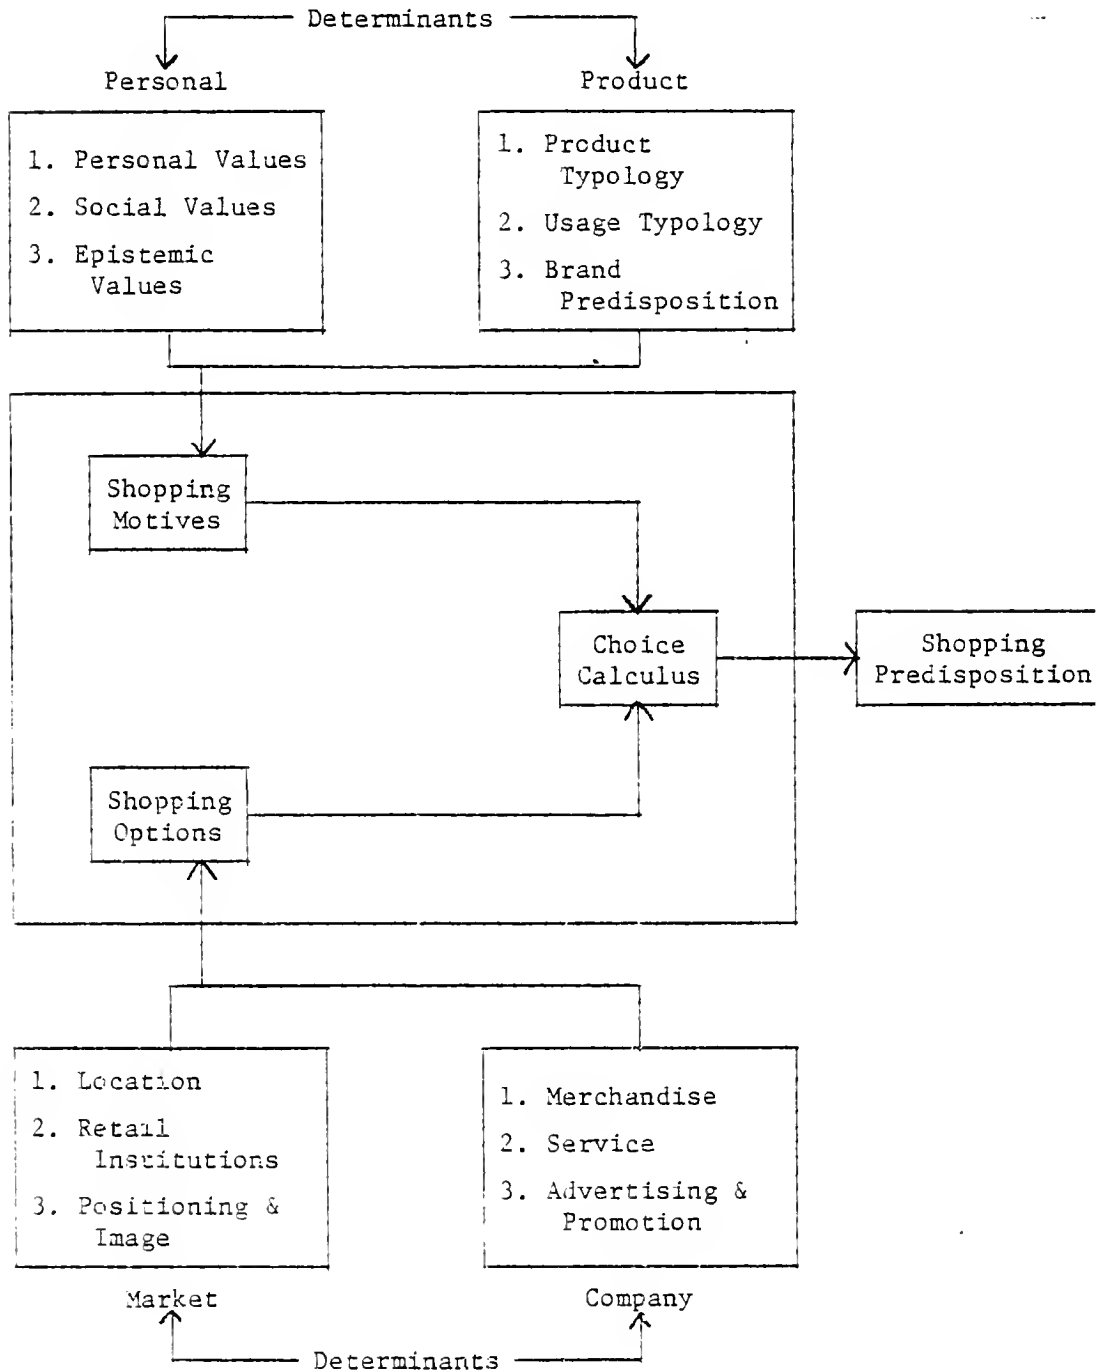 Determinants
Personal
Product
1. Personal Values
2. Social Values
3. Epistemic
Values
1. Product
Typology
2. Usage Typology
3. Brand
Predisposition
Shopping
Motives
Choice
Calculus
Shopping
Predisposition
Shopping
Options
1. Location
2. Retail
Institutions
3. Positioning &
Image
1. Merchandise
2. Service
3. Advertising &
Promotion
Market
Company
Determinants